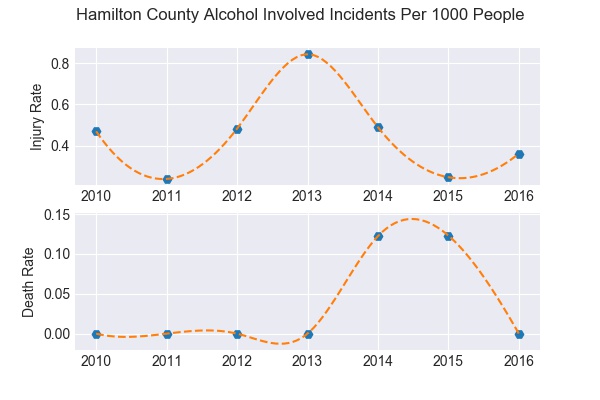 Hamilton County Alcohol Involved Incidents Per 1000 People
Injury Rate
0.8
0.6
0.4
2010 2011 2012 2013 2014 2015 2016
Death Rate
0.15
0.10
0.05
0.00
2010 2011 2012 2013 2014 2015 2016